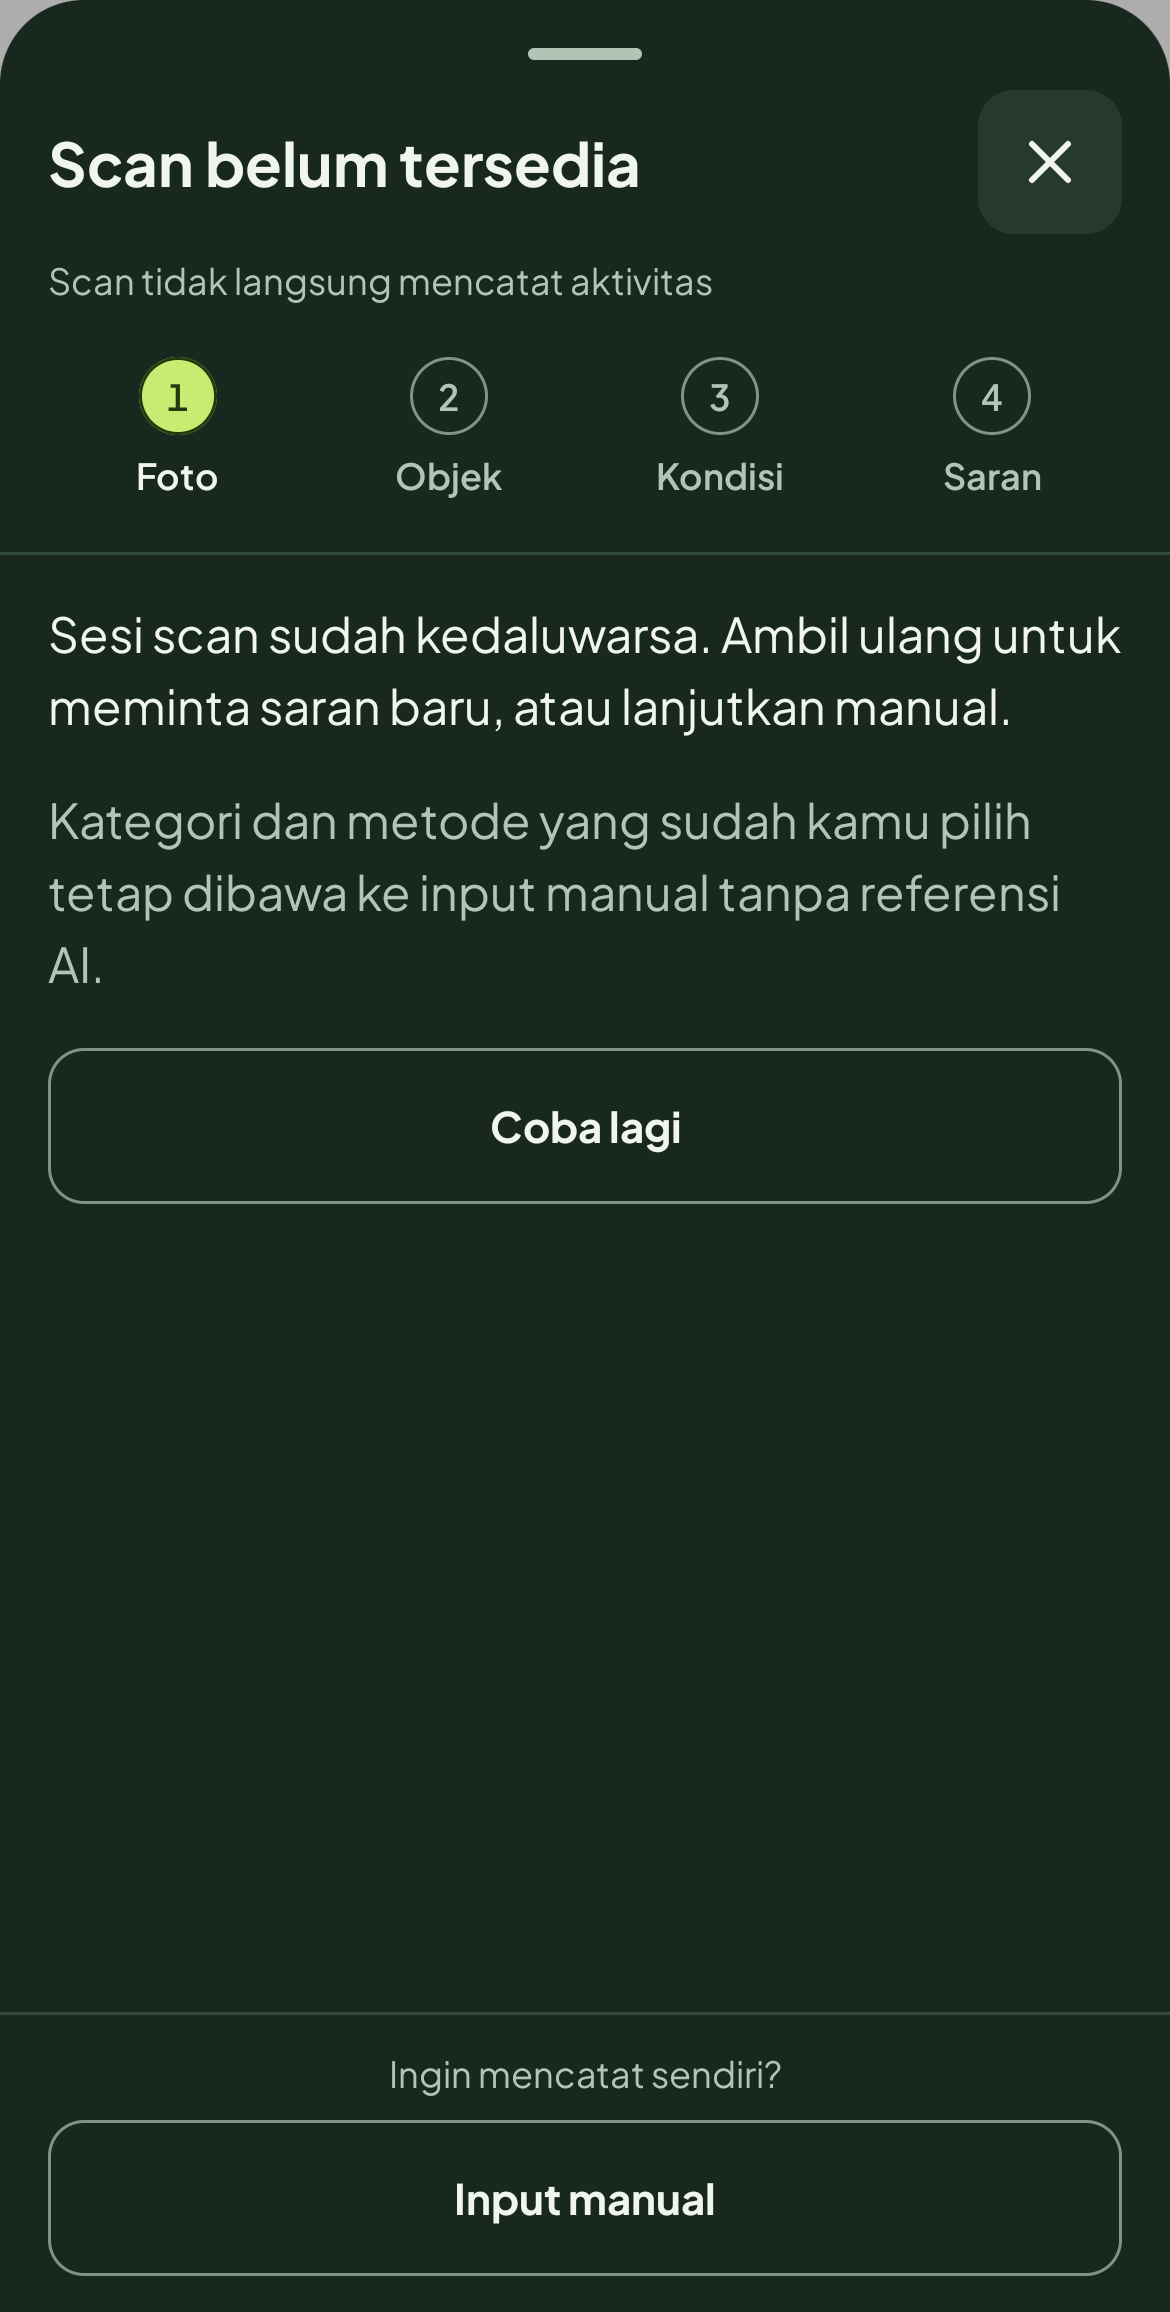 Scan belum tersedia
Scan tidak langsung mencatat aktivitas
1 2 3 4
Foto Objek Kondisi Saran
Sesi scan sudah kedaluwarsa. Ambil ulang untuk
meminta saran baru, atau lanjutkan manual.
Kategori dan metode yang sudah kamu pilih
tetap dibawa ke input manual tanpa referensi
AI.
Coba lagi
Ingin mencatat sendiri?
Input manual